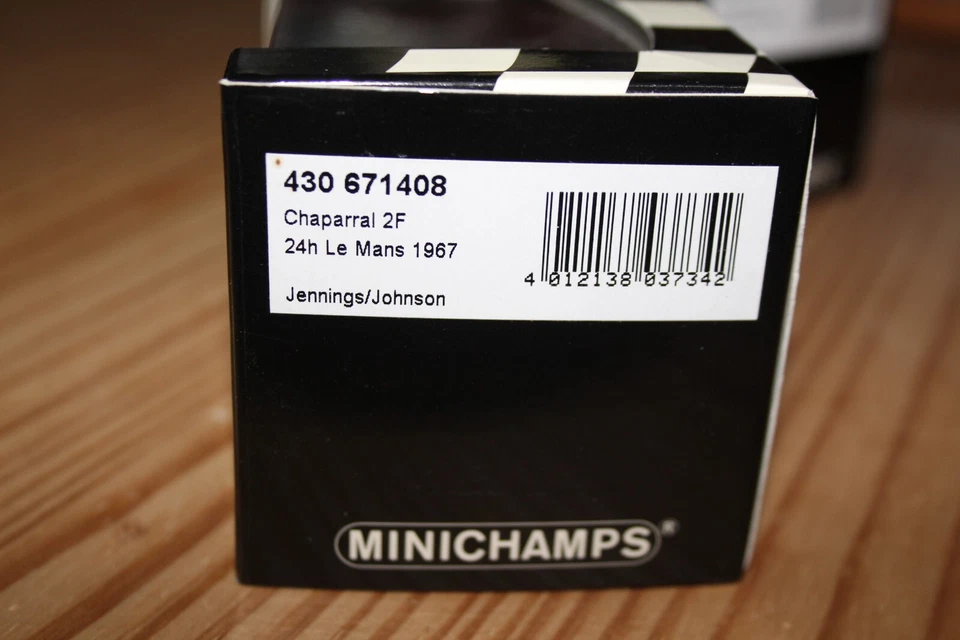 430 671408
Chaparral 2F
24h Le Mans 1967
Jennings/Johnson
4 012138 037342
MINICHAMPS®